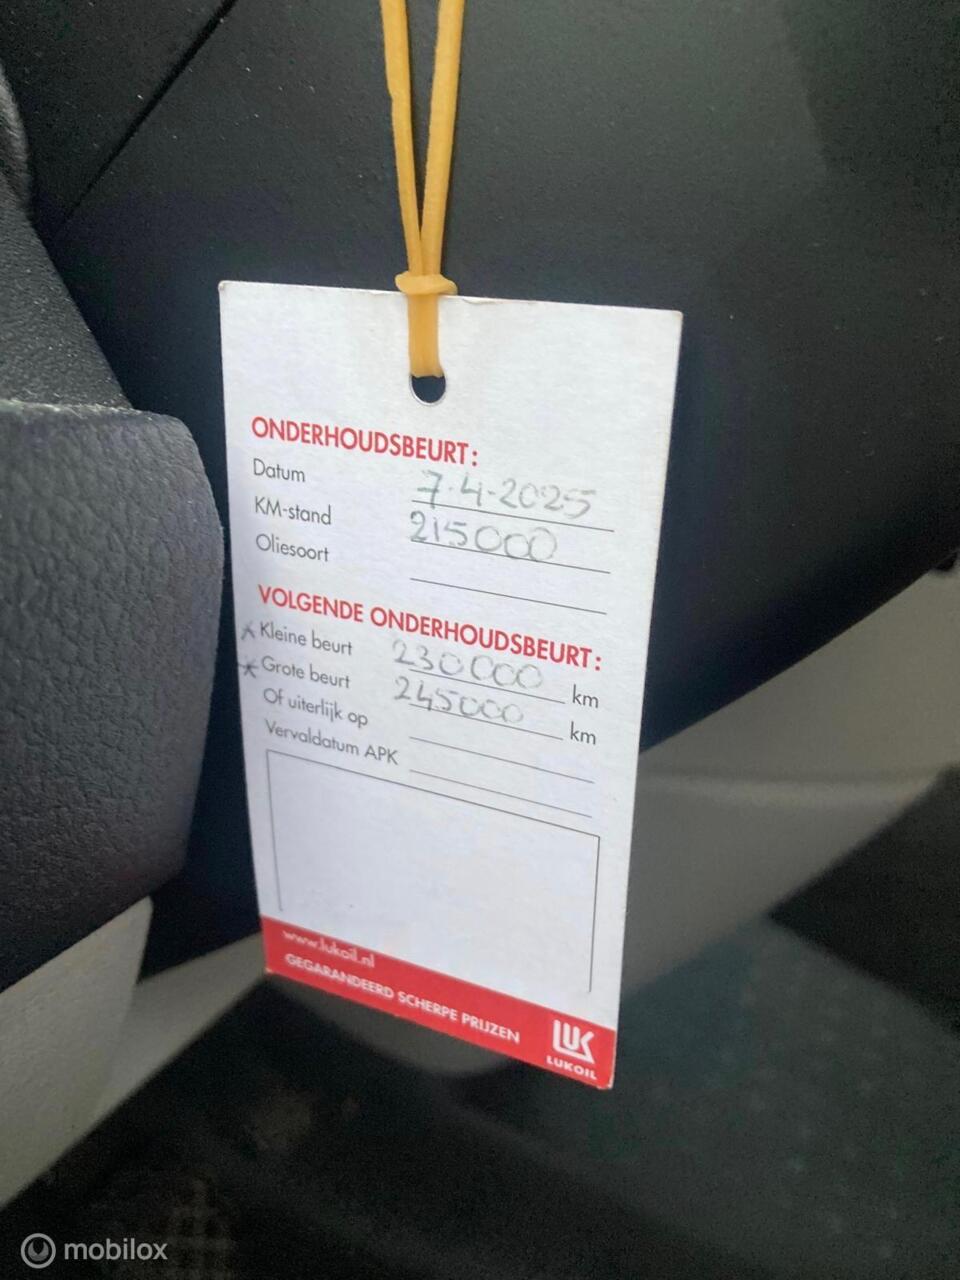 ONDERHOUDSBEURT:
Datum 7-4-2025
KM-stand 215000
Oliesoort
VOLGENDE ONDERHOUDSBEURT:
* Kleine beurt 230000 km
* Grote beurt 245000 km
Of uiterlijk op
Vervaldatum APK
www.lukoil.nl
GEGARANDEERD SCHERPE PRIJZEN
LUK
LUKOIL
mobilox